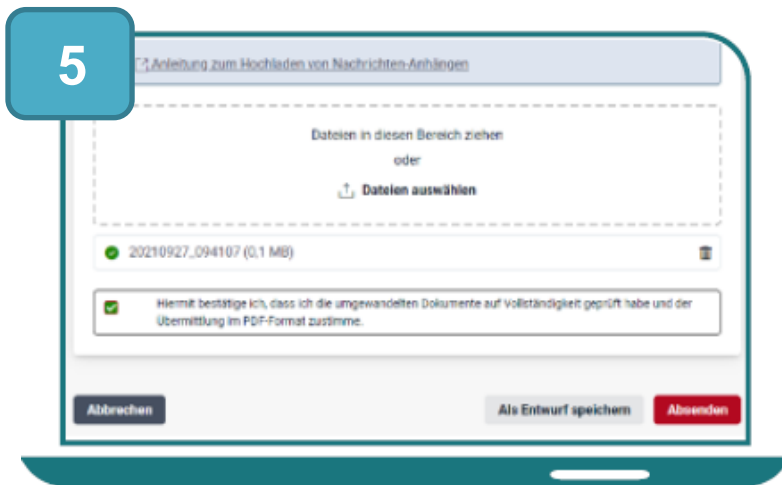 5
Anleitung zum Hochladen von Nachrichten-Anhängen
Dateien in diesen Bereich ziehen
oder
Dateien auswählen
20210927_094107 (0,1 MB)
Hiermit bestätige ich, dass ich die umgewandelten Dokumente auf Vollständigkeit geprüft habe und der
Übermittlung im PDF-Format zustimme.
Abbrechen
Als Entwurf speichern
Absenden